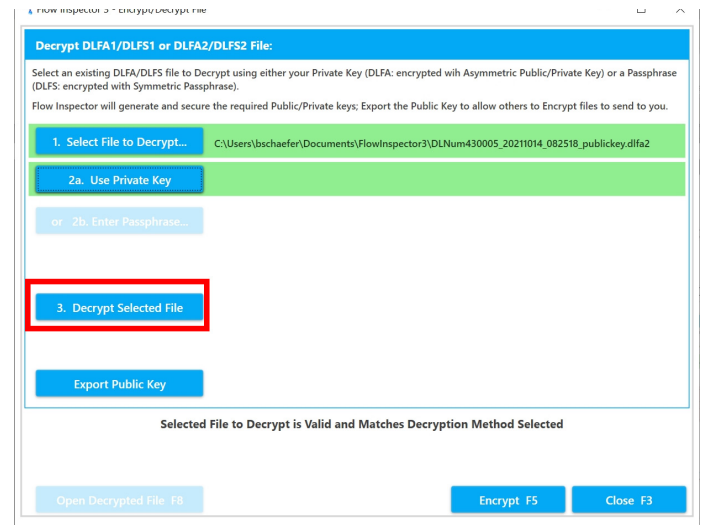 Flow Inspector 3 - Encrypt/Decrypt File
Decrypt DLFA1/DLFS1 or DLFA2/DLFS2 File:
Select an existing DLFA/DLFS file to Decrypt using either your Private Key (DLFA: encrypted wih Asymmetric Public/Private Key) or a Passphrase
(DLFS: encrypted with Symmetric Passphrase).
Flow Inspector will generate and secure the required Public/Private keys; Export the Public Key to allow others to Encrypt files to send to you.
1. Select File to Decrypt... C:\Users\bschaefer\Documents\FlowInspector3\DLNum430005_20211014_082518_publickey.dlfa2
2a. Use Private Key
or 2b. Enter Passphrase...
3. Decrypt Selected File
Export Public Key
Selected File to Decrypt is Valid and Matches Decryption Method Selected
Open Decrypted File F8 Encrypt F5 Close F3